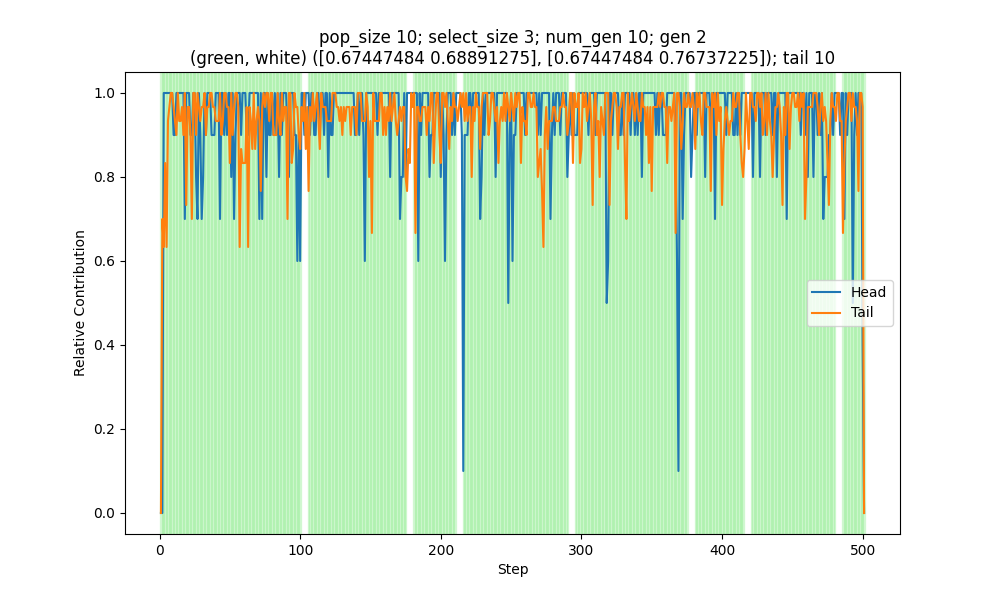 pop_size 10; select_size 3; num_gen 10; gen 2
(green, white) ([0.67447484 0.68891275], [0.67447484 0.76737225]); tail 10
Relative Contribution
1.0
0.8
0.6
0.4
0.2
0.0
Head
Tail
0 100 200 300 400 500
Step